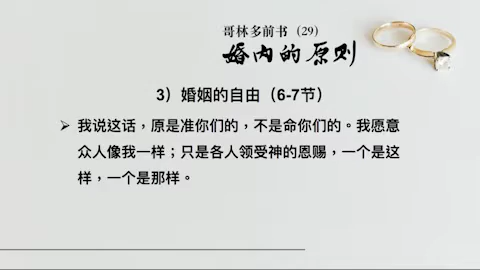 哥林多前书（29）
婚内的原则
3）婚姻的自由（6-7节）
➢ 我说这话，原是准你们的，不是命你们的。我愿意
众人像我一样；只是各人领受神的恩赐，一个是这
样，一个是那样。